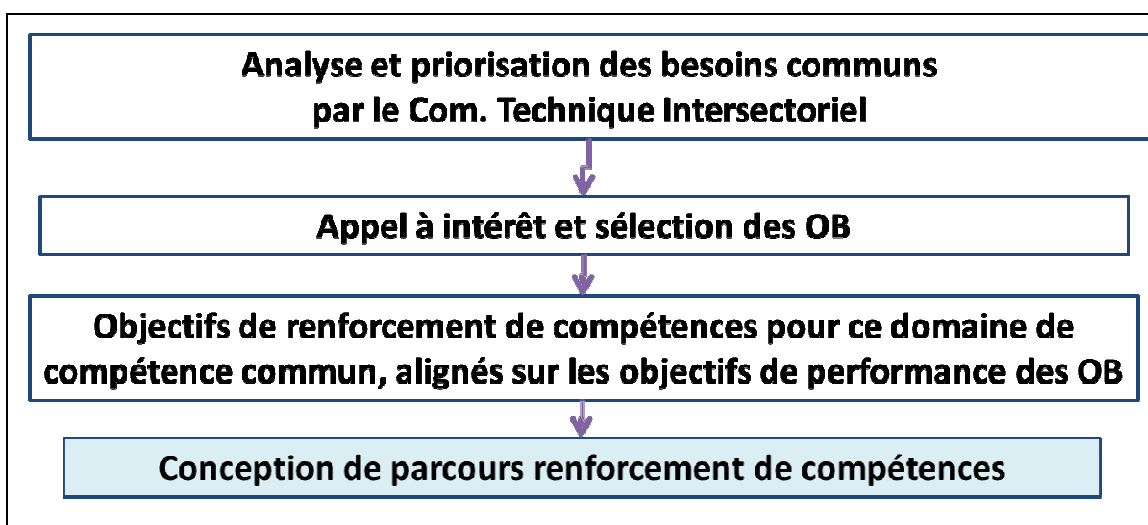 Analyse et priorisation des besoins communs
par le Com. Technique Intersectoriel
Appel à intérêt et sélection des OB
Objectifs de renforcement de compétences pour ce domaine de
compétence commun, alignés sur les objectifs de performance des OB
Conception de parcours renforcement de compétences